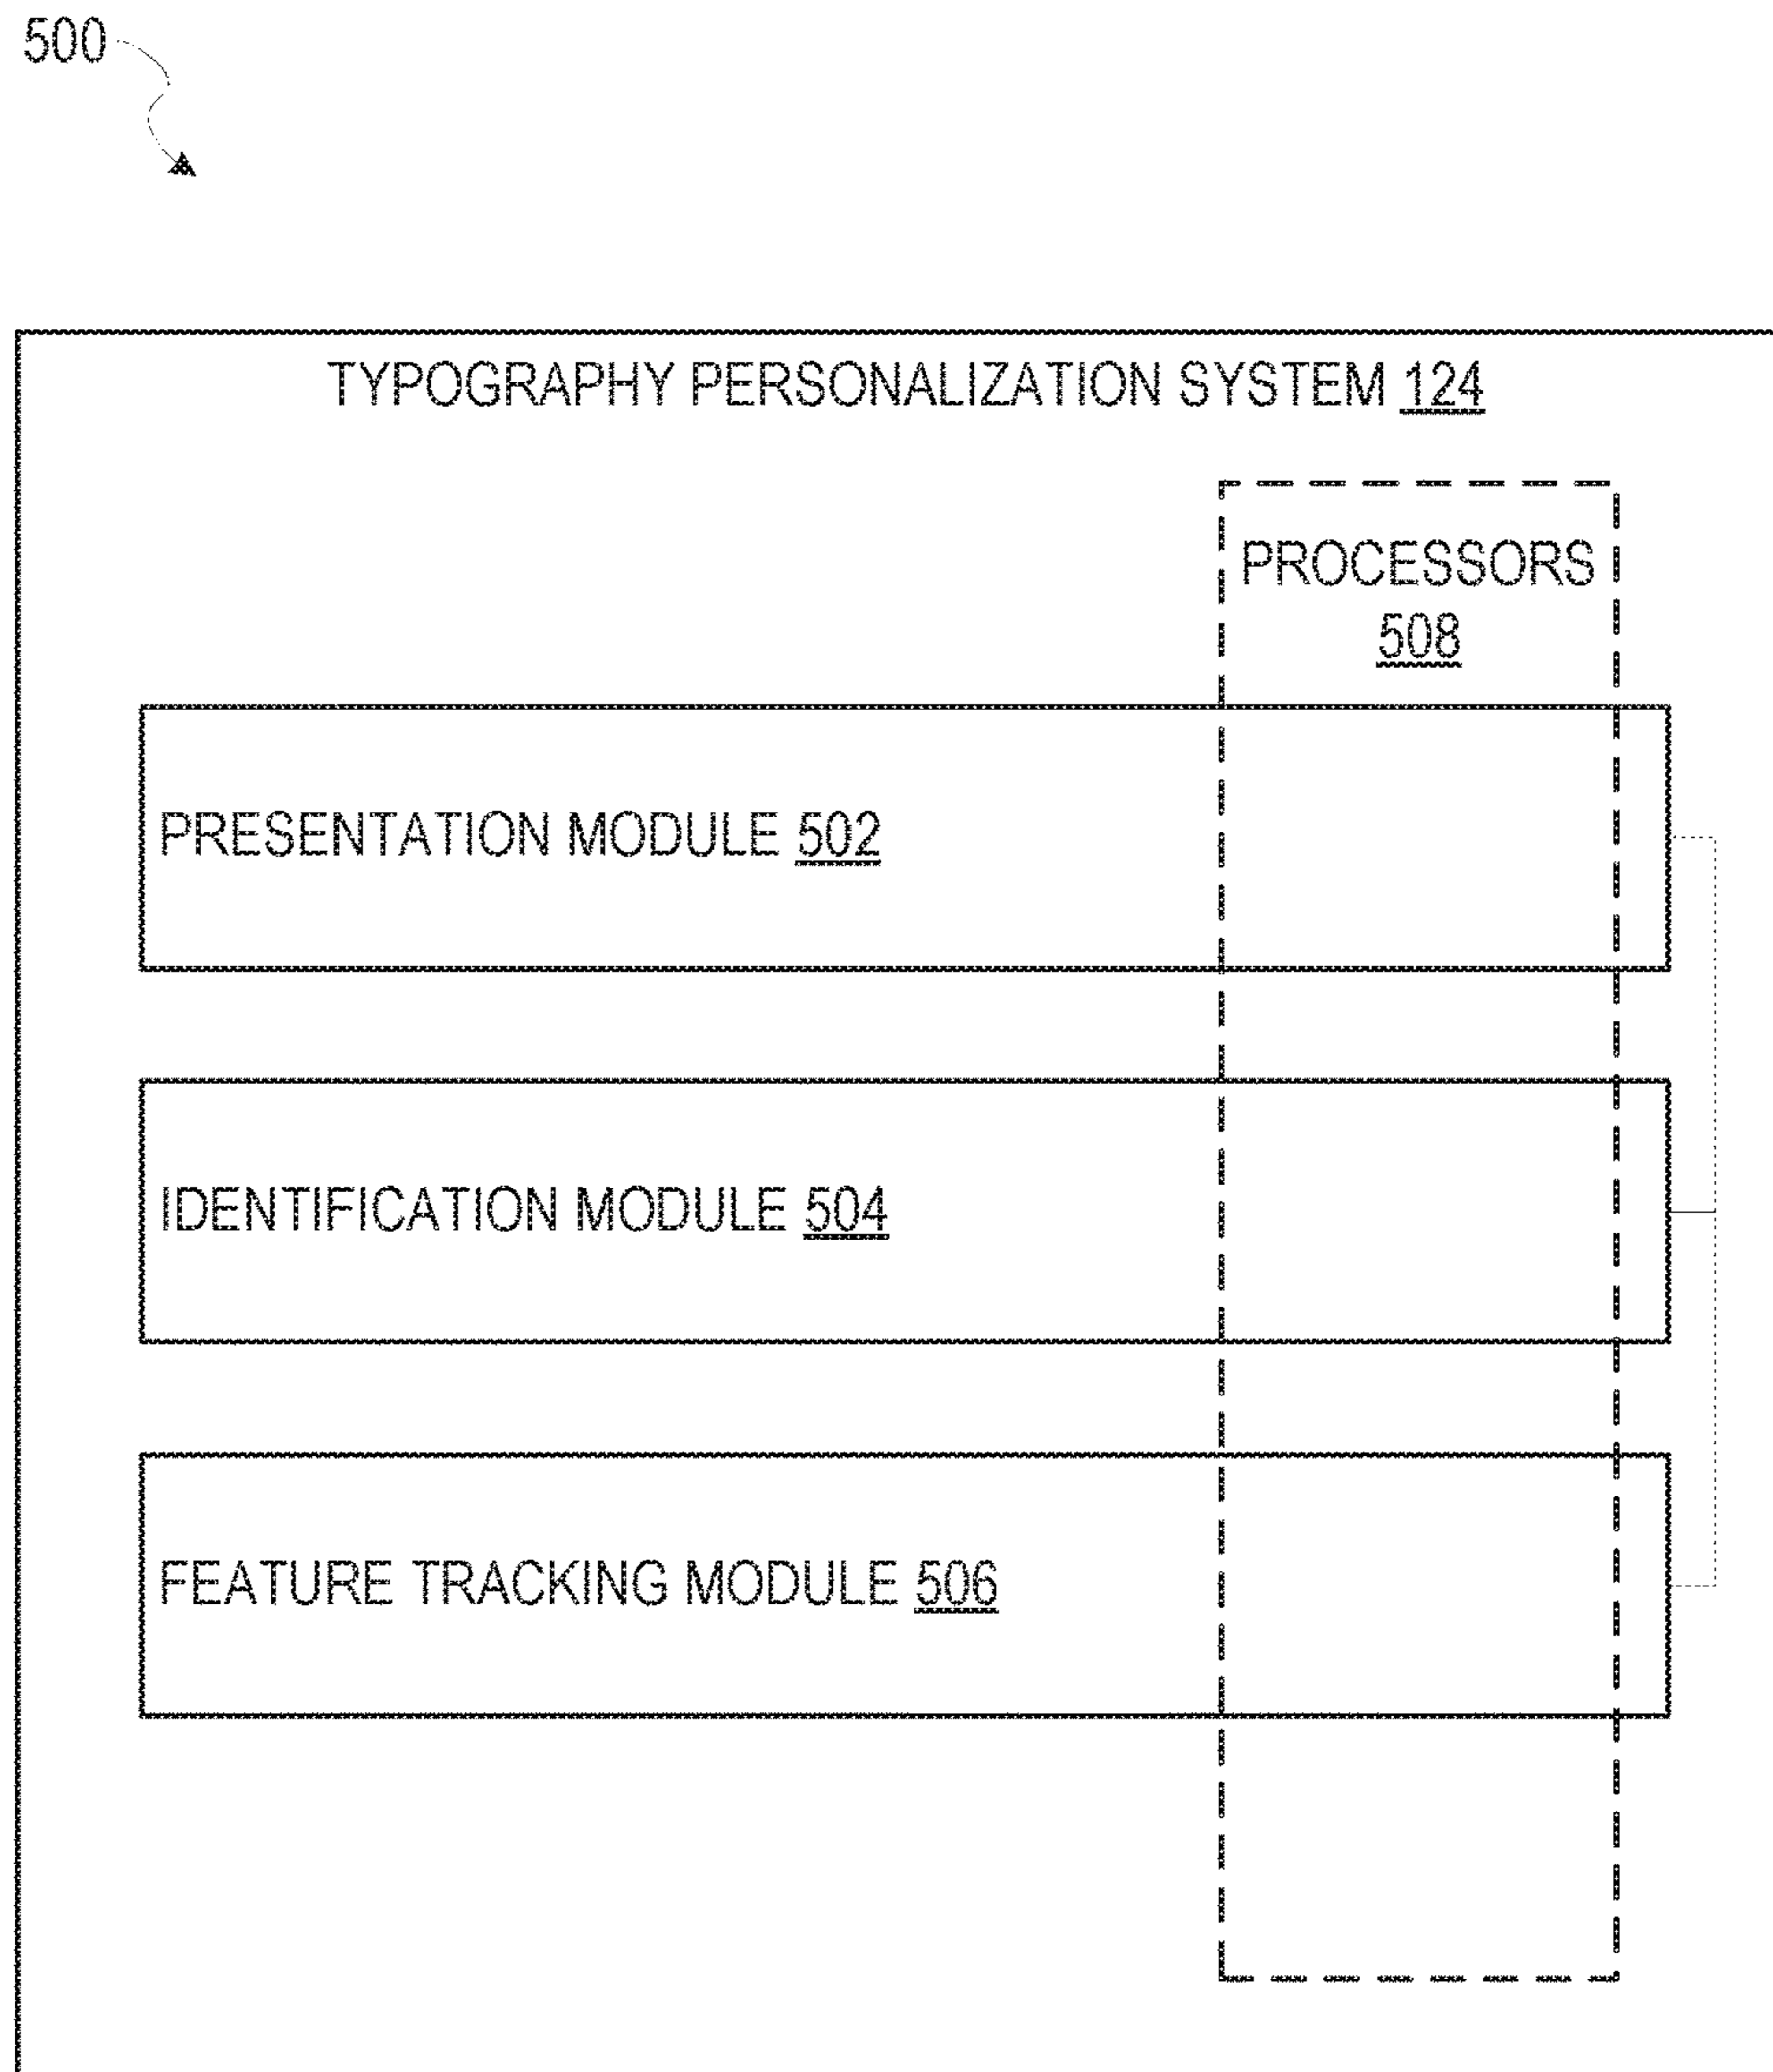 500
TYPOGRAPHY PERSONALIZATION SYSTEM 124
PROCESSORS
508
PRESENTATION MODULE 502
IDENTIFICATION MODULE 504
FEATURE TRACKING MODULE 506